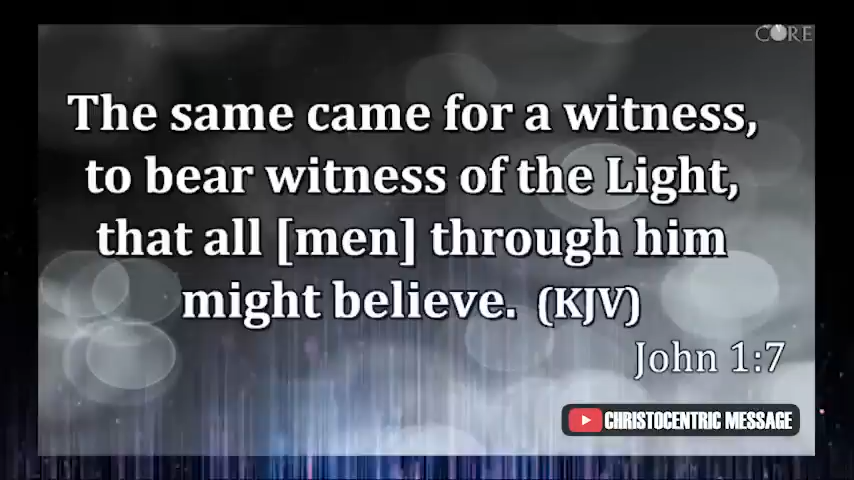 CORE
The same came for a witness,
to bear witness of the Light,
that all [men] through him
might believe. (KJV)
John 1:7
CHRISTOCENTRIC MESSAGE